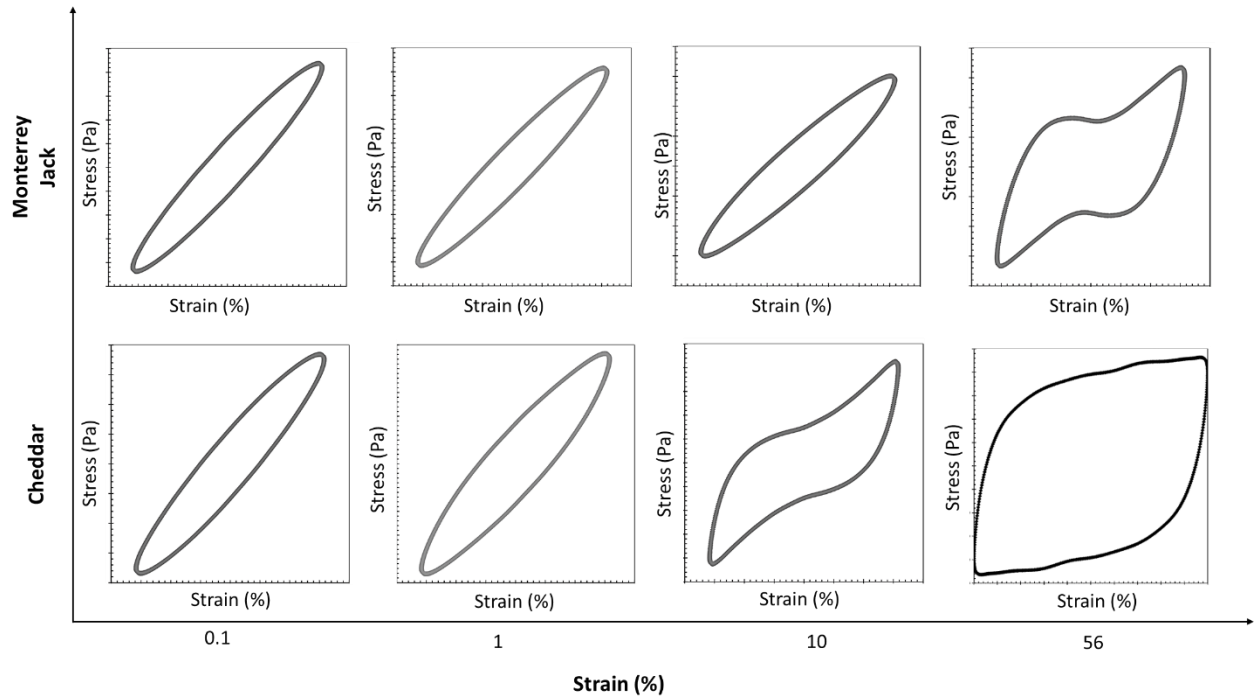 Monterrey
Jack
Stress (Pa)
Strain (%)
Stress (Pa)
Strain (%)
Stress (Pa)
Strain (%)
Stress (Pa)
Strain (%)
Cheddar
Stress (Pa)
Strain (%)
Stress (Pa)
Strain (%)
Stress (Pa)
Strain (%)
Stress (Pa)
Strain (%)
0.1
1
10
56
Strain (%)